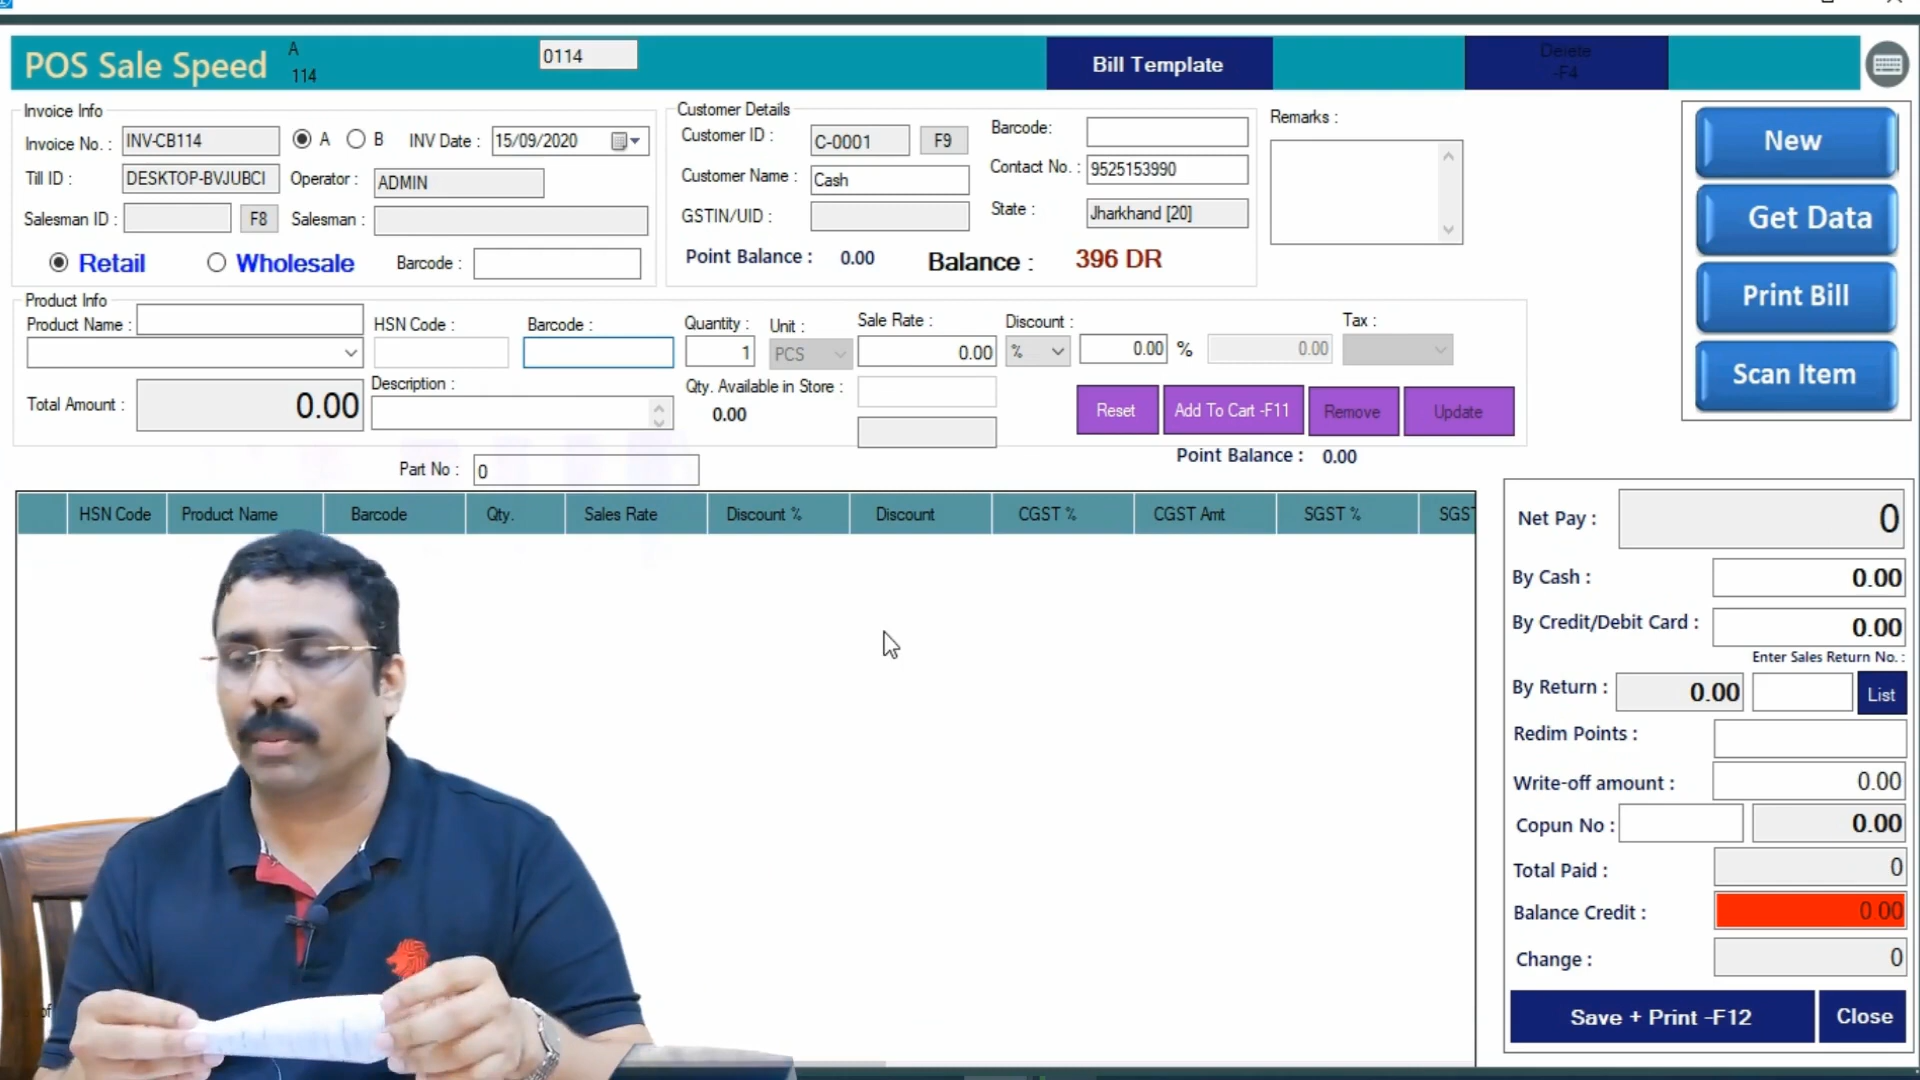 POS Sale Speed
A
114
0114
Bill Template
Delete
-F4
Invoice Info
Invoice No. :
INV-CB114
A
B
INV Date :
15/09/2020
Till ID :
DESKTOP-BVJUBCI
Operator :
ADMIN
Salesman ID :
F8
Salesman :
Retail
Wholesale
Barcode :
Customer Details
Customer ID :
C-0001
F9
Barcode:
Customer Name :
Cash
Contact No. :
9525153990
GSTIN/UID :
State :
Jharkhand [20]
Point Balance :
0.00
Balance :
396 DR
Remarks :
New
Get Data
Print Bill
Scan Item
Product Info
Product Name :
HSN Code :
Barcode :
Quantity :
1
Unit :
PCS
Sale Rate :
0.00
Discount :
%
0.00
%
0.00
Tax :
Total Amount :
0.00
Description :
Qty. Available in Store :
0.00
Reset
Add To Cart -F11
Remove
Update
Part No :
0
Point Balance :
0.00
HSN Code
Product Name
Barcode
Qty.
Sales Rate
Discount %
Discount
CGST %
CGST Amt
SGST %
SGST
Net Pay :
0
By Cash :
0.00
By Credit/Debit Card :
0.00
Enter Sales Return No. :
By Return :
0.00
List
Redim Points :
Write-off amount :
0.00
Copun No :
0.00
Total Paid :
0
Balance Credit :
0.00
Change :
0
Save + Print -F12
Close
of